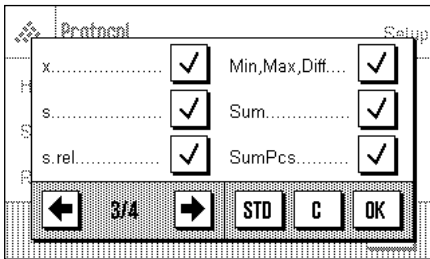 Protocol Setup
x................... ✓ Min,Max,Diff.... ✓
s................... ✓ Sum............... ✓
s.rel............... ✓ SumPcs......... ✓
3/4 STD C OK